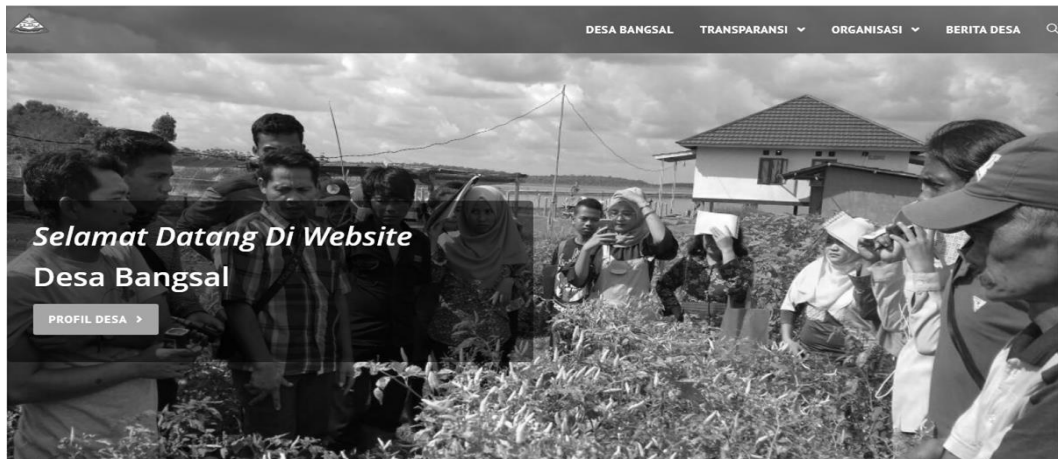 DESA BANGSAL
TRANSPARANSI
ORGANISASI
BERITA DESA
Selamat Datang Di Website
Desa Bangsal
PROFIL DESA >